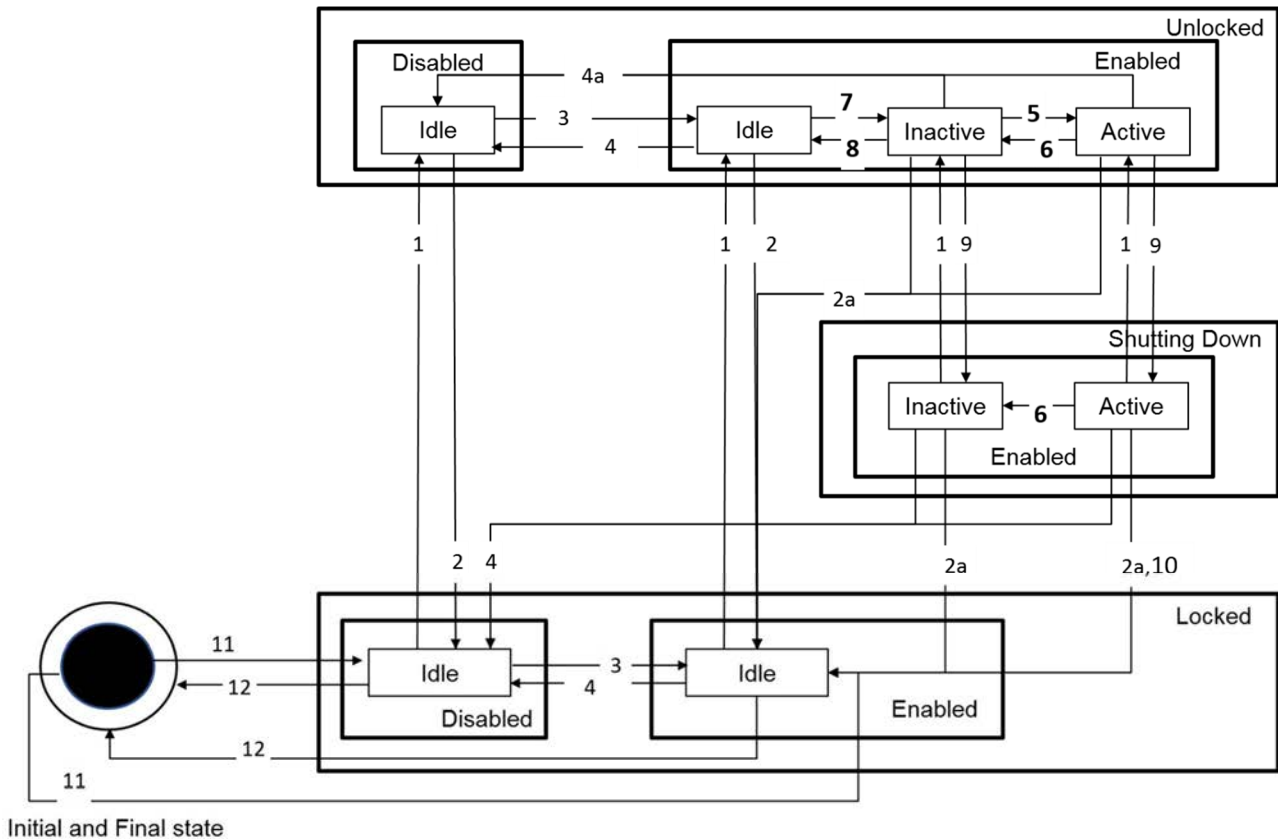 Unlocked
Disabled
4a
Enabled
Idle
3
4
Idle
7
8
Inactive
5
6
Active
1
1
2
1
9
1
9
2a
Shutting Down
Inactive
6
Active
Enabled
2
4
2a
2a,10
Locked
11
12
Idle
3
4
Idle
Disabled
Enabled
12
11
Initial and Final state